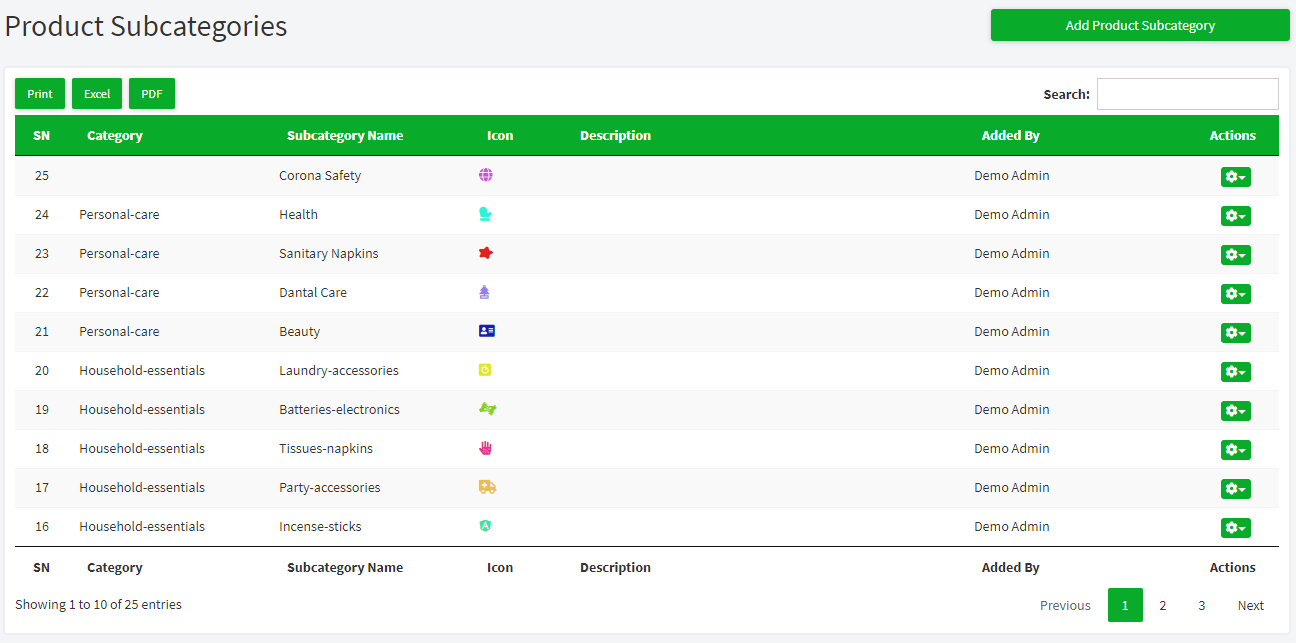 Product Subcategories
Add Product Subcategory
Print Excel PDF
Search:
SN Category Subcategory Name Icon Description Added By Actions
25 Corona Safety Demo Admin
24 Personal-care Health Demo Admin
23 Personal-care Sanitary Napkins Demo Admin
22 Personal-care Dantal Care Demo Admin
21 Personal-care Beauty Demo Admin
20 Household-essentials Laundry-accessories Demo Admin
19 Household-essentials Batteries-electronics Demo Admin
18 Household-essentials Tissues-napkins Demo Admin
17 Household-essentials Party-accessories Demo Admin
16 Household-essentials Incense-sticks Demo Admin
SN Category Subcategory Name Icon Description Added By Actions
Showing 1 to 10 of 25 entries
Previous 1 2 3 Next